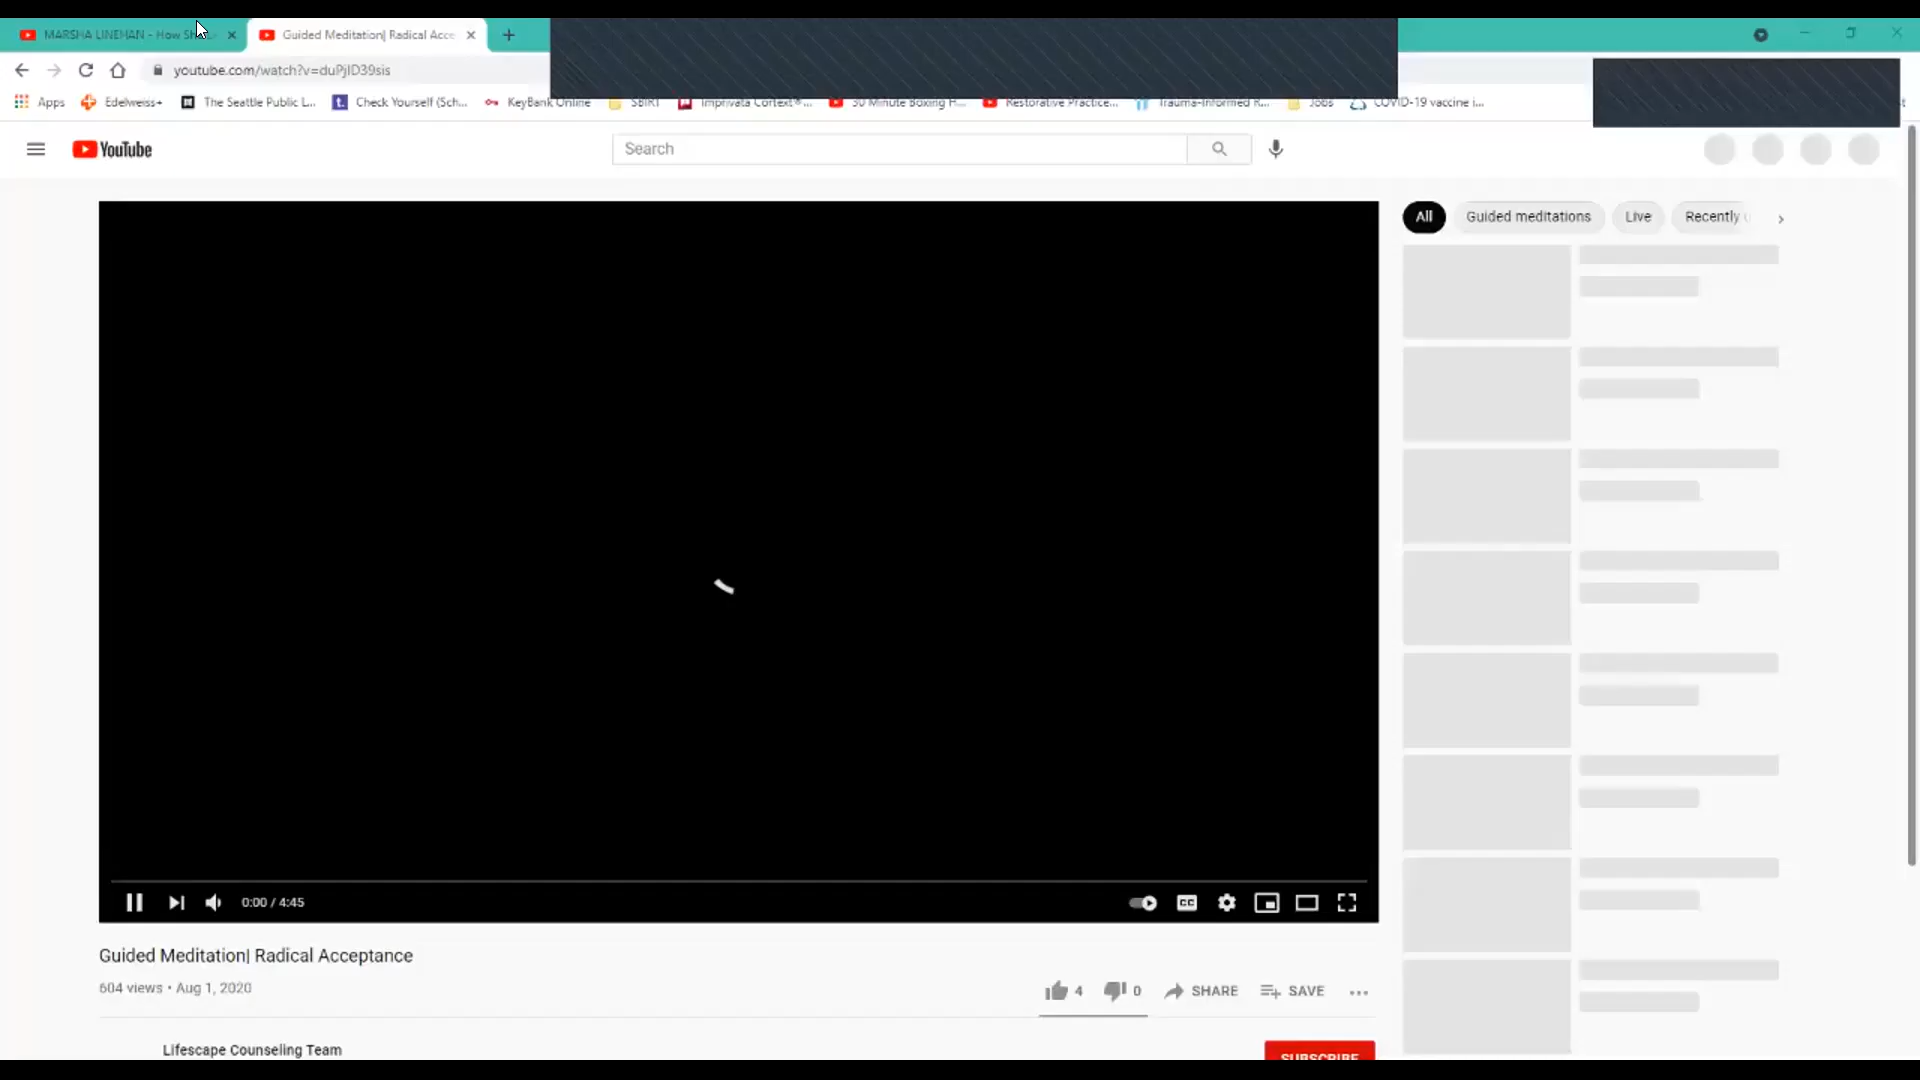 MARSHA LINEHAN - How Sh
Guided Meditation| Radical Acce
youtube.com/watch?v=duPjlD39sis
Apps
Edelweiss+
The Seattle Public L...
Check Yourself (Sch...
KeyBank Online
SBIRT
Imprivata Cortext®...
30 Minute Boxing H...
Restorative Practice...
Trauma-Informed R...
Jobs
COVID-19 vaccine i...
YouTube
Search
All
Guided meditations
Live
Recently
0:00 / 4:45
CC
Guided Meditation| Radical Acceptance
604 views • Aug 1, 2020
4
0
SHARE
SAVE
Lifescape Counseling Team
SUBSCRIBE